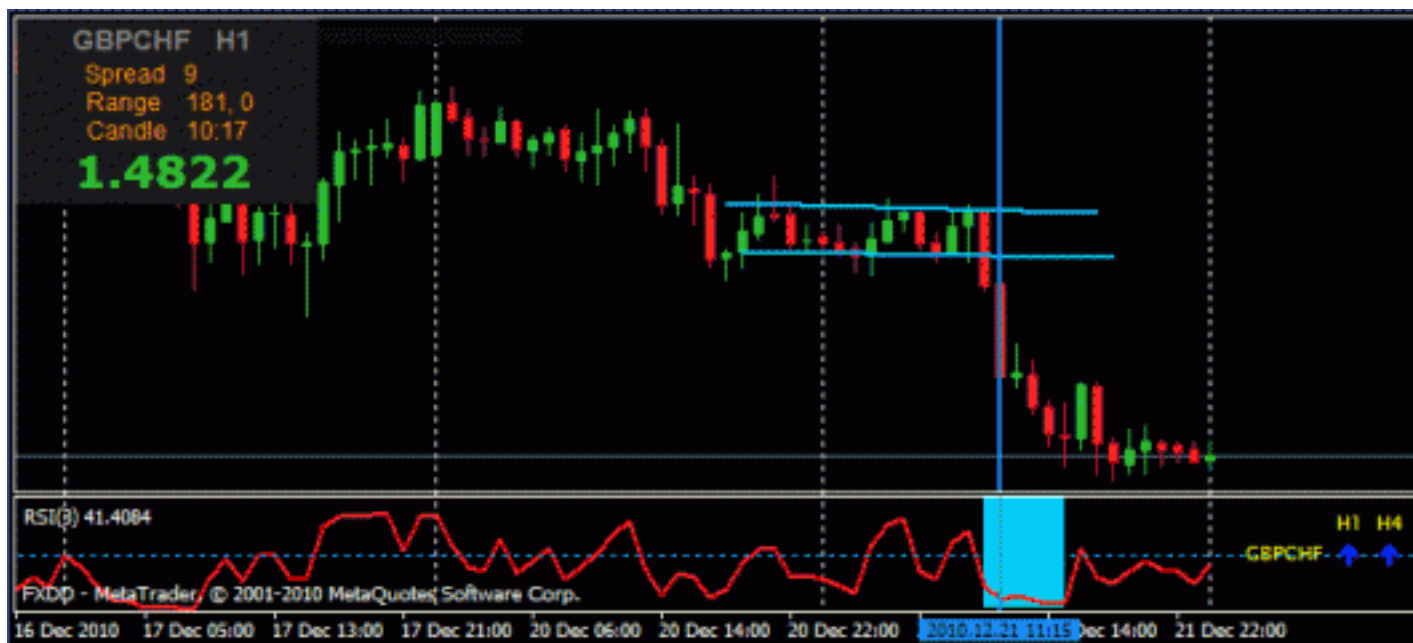 GBPCHF H1
Spread 9
Range 181,0
Candle 10:17
1.4822
RSI(3) 41.4084
H1 H4
GBPCHF
FXDD - MetaTrader, © 2001-2010 MetaQuotes Software Corp.
16 Dec 2010 17 Dec 05:00 17 Dec 13:00 17 Dec 21:00 20 Dec 06:00 20 Dec 14:00 20 Dec 22:00 2010.12.21 11:15 Dec 14:00 21 Dec 22:00